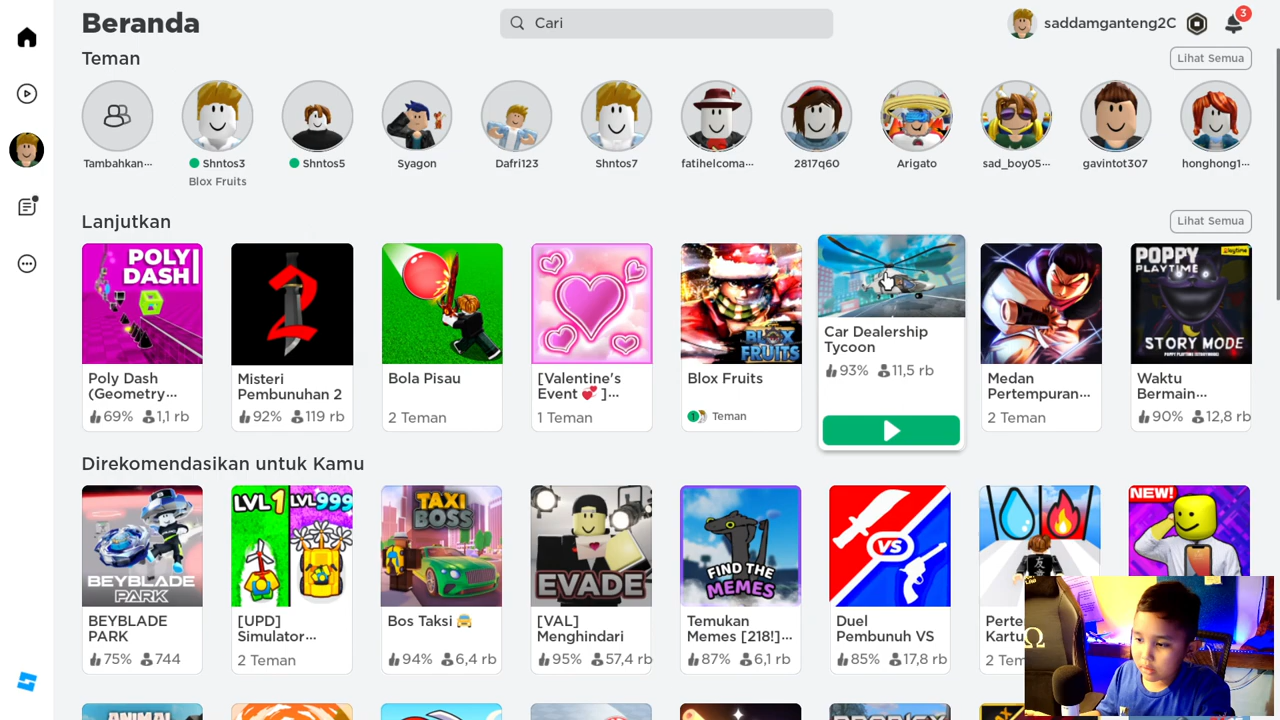 Beranda
Cari
saddamganteng2C
3
Teman
Lihat Semua
Tambahkan...
Shntos3
Blox Fruits
Shntos5
Syagon
Dafri123
Shntos7
fatihelcoma...
2817q60
Arigato
sad_boy05...
gavintot307
honghong1...
Lanjutkan
Lihat Semua
POLY DASH!
Poly Dash (Geometry...
69% 1,1 rb
2
Misteri Pembunuhan 2
92% 119 rb
Bola Pisau
2 Teman
[Valentine's Event 💕 ]...
1 Teman
BLOX FRUITS
Blox Fruits
1 Teman
Car Dealership Tycoon
93% 11,5 rb
Medan Pertempuran...
2 Teman
POPPY PLAYTIME
STORY MODE
Waktu Bermain...
90% 12,8 rb
Direkomendasikan untuk Kamu
BEYBLADE PARK
BEYBLADE PARK
75% 744
LVL 1 LVL 999
[UPD] Simulator...
2 Teman
TAXI BOSS
Bos Taksi 🚖
94% 6,4 rb
EVADE
[VAL] Menghindari
95% 57,4 rb
FIND THE MEMES
Temukan Memes [218!]...
87% 6,1 rb
VS
Duel Pembunuh VS
85% 17,8 rb
NEW!
ANIMAL